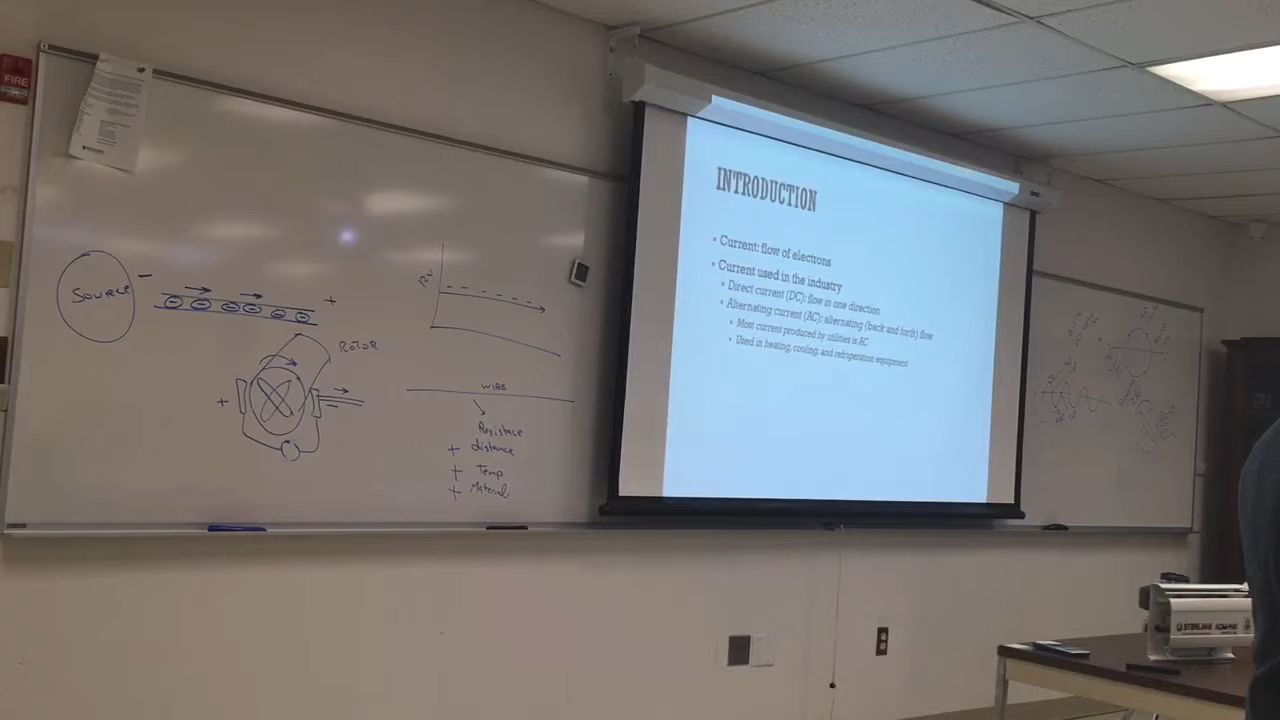 FIRE
Source
−
+
ROTOR
+
−
WIRE
Resistace
+ distance
+ Temp
+ Material
INTRODUCTION
• Current: flow of electrons
• Current used in the industry
• Direct current (DC): flow in one direction
• Alternating current (AC): alternating (back and forth) flow
• Most current produced by utilities is AC
• Used in heating, cooling, and refrigeration equipment
STERLING